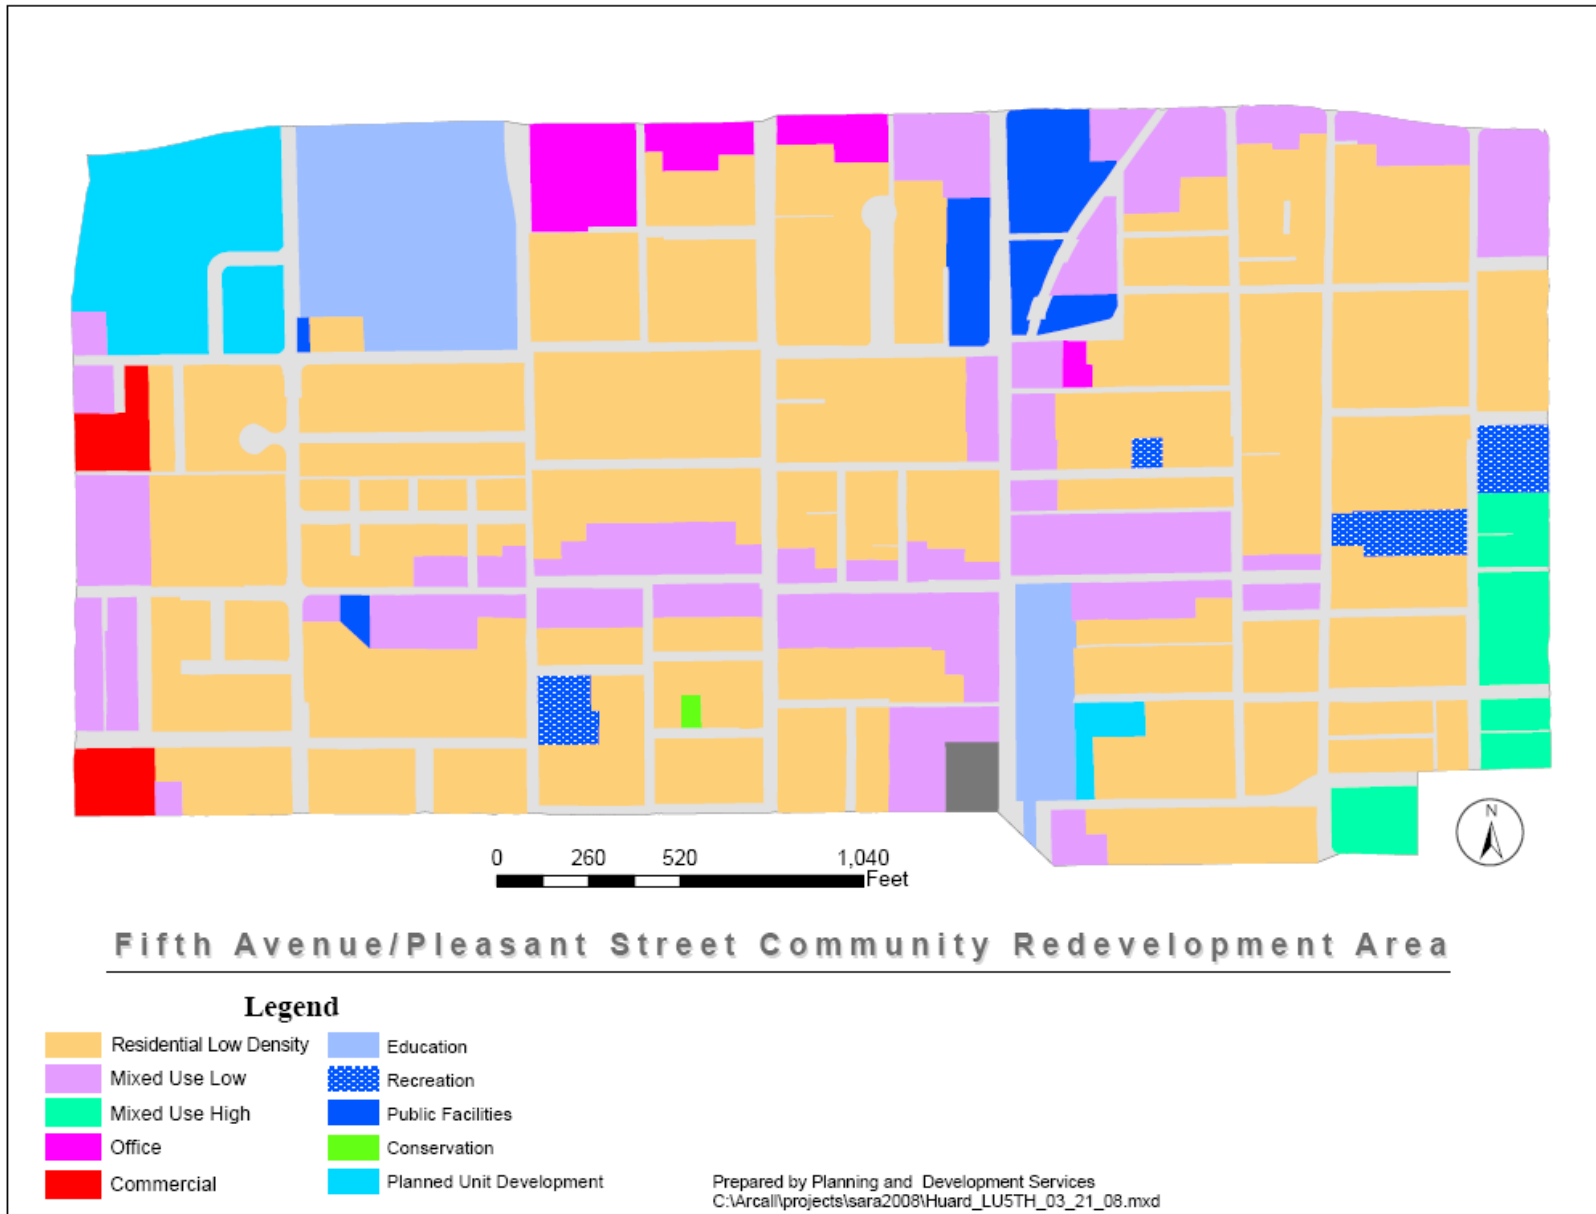 N
0 260 520 1,040
Feet
Fifth Avenue/Pleasant Street Community Redevelopment Area
Legend
Residential Low Density
Mixed Use Low
Mixed Use High
Office
Commercial
Education
Recreation
Public Facilities
Conservation
Planned Unit Development
Prepared by Planning and Development Services
C:\Arcall\projects\sara2008\Huard_LU5TH_03_21_08.mxd